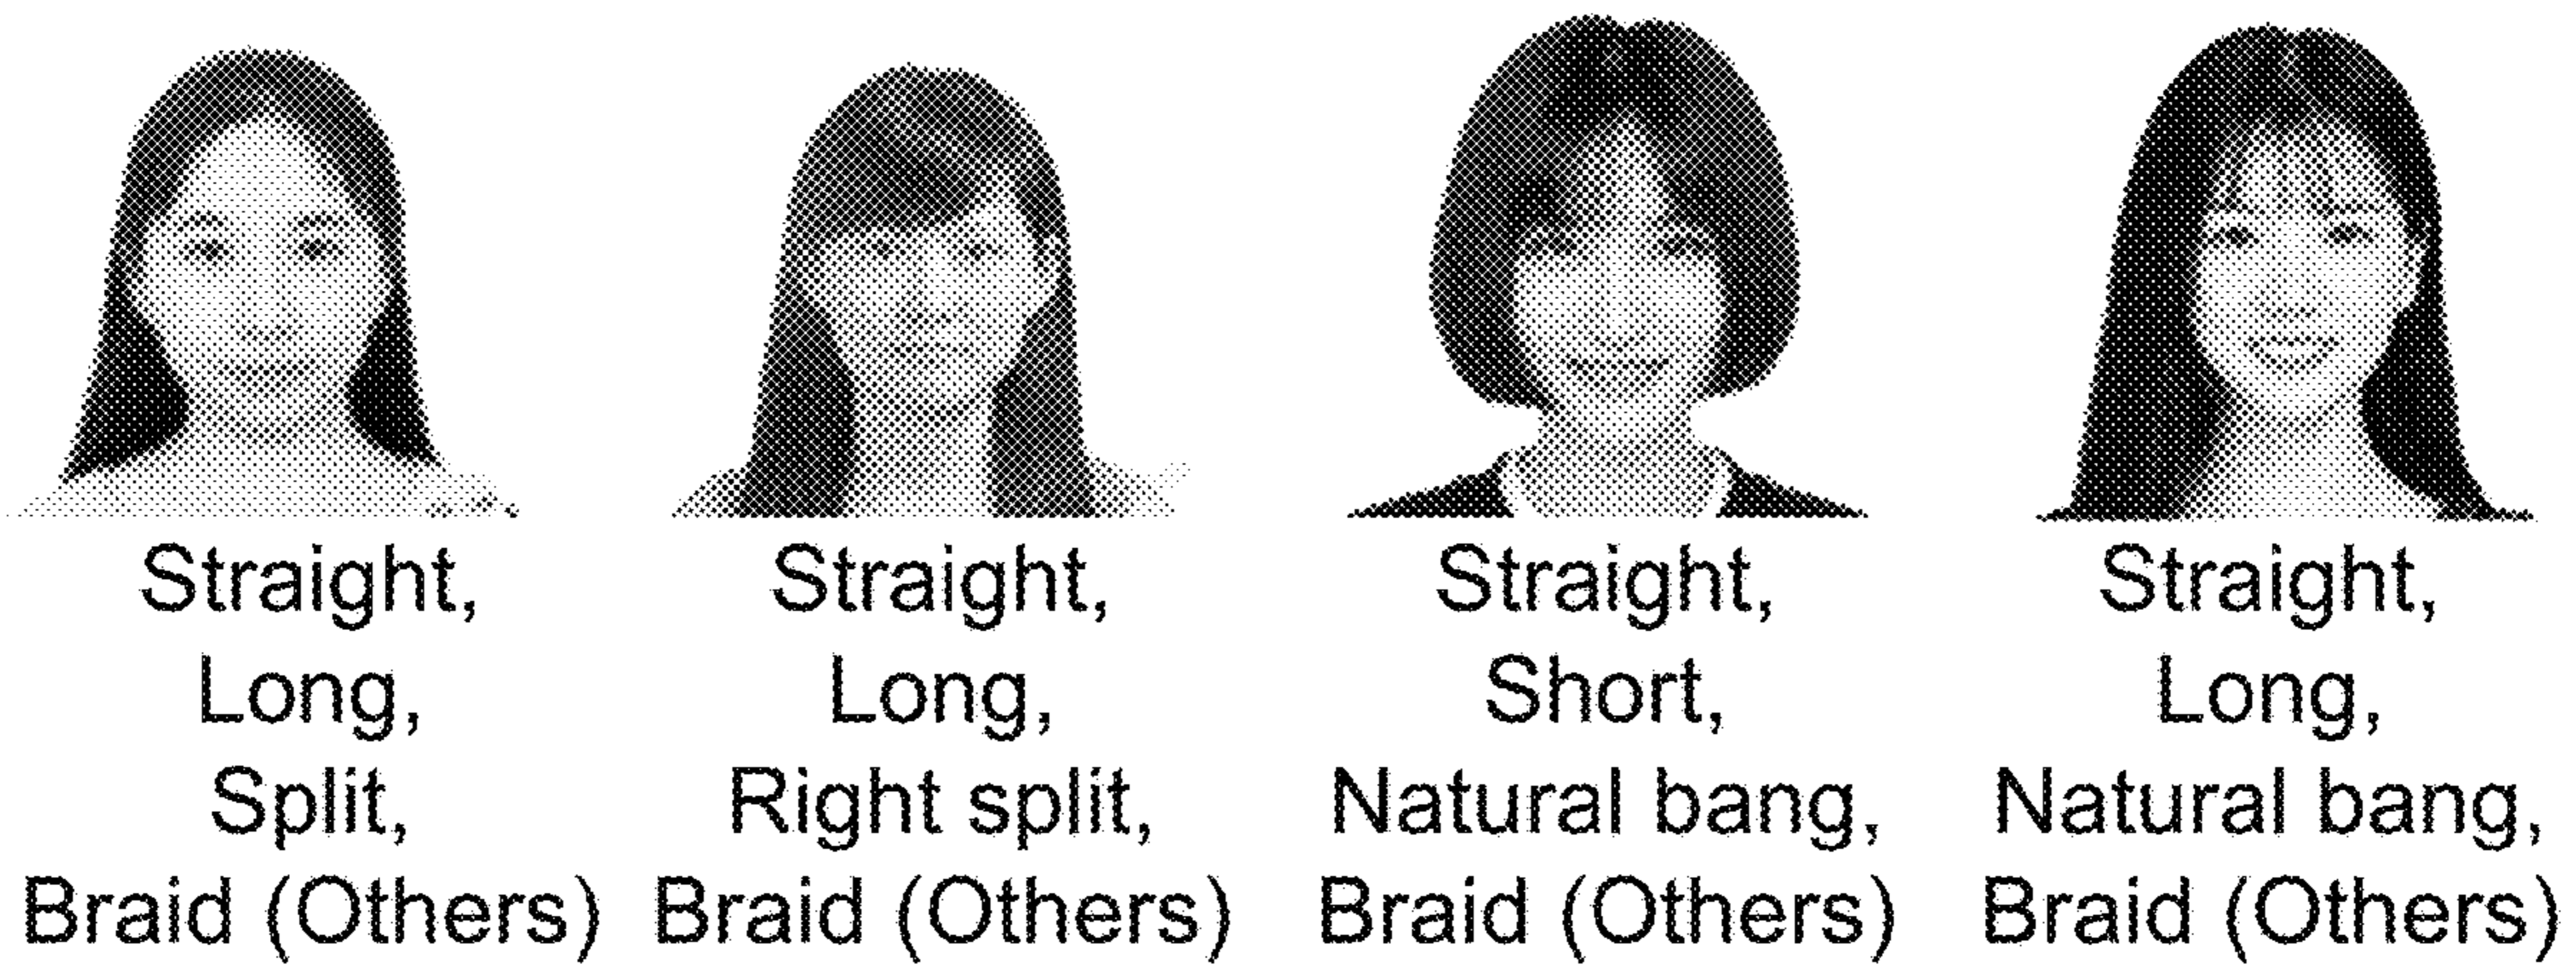 Straight,
Long,
Split,
Braid (Others)
Straight,
Long,
Right split,
Braid (Others)
Straight,
Short,
Natural bang,
Braid (Others)
Straight,
Long,
Natural bang,
Braid (Others)